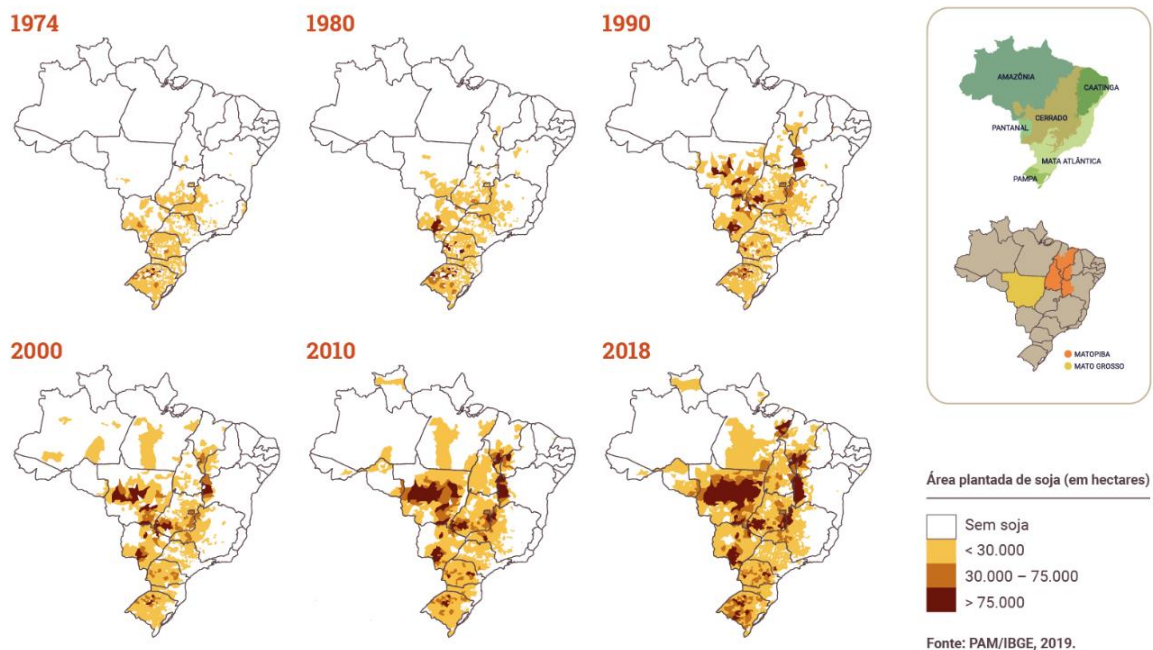 1974
1980
1990
2000
2010
2018
AMAZÔNIA
CAATINGA
CERRADO
PANTANAL
MATA ATLÂNTICA
PAMPA
MATOPIBA
MATO GROSSO
Área plantada de soja (em hectares)
Sem soja
< 30.000
30.000 – 75.000
> 75.000
Fonte: PAM/IBGE, 2019.